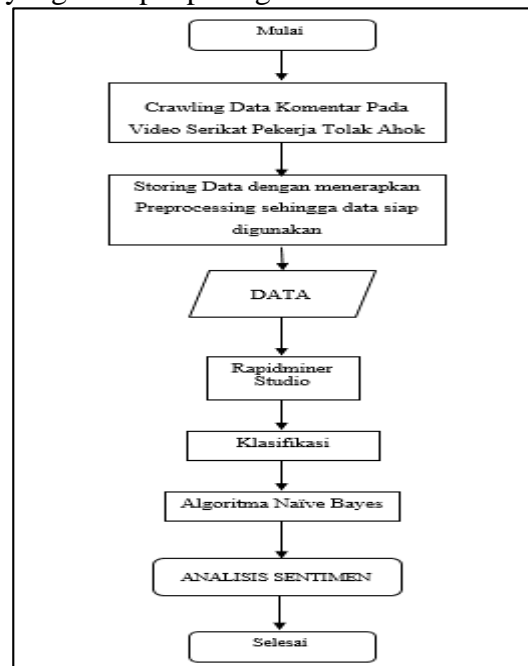 Mulai
Crawling Data Komentar Pada
Video Serikat Pekerja Tolak Ahok
Storing Data dengan menerapkan
Preprocessing sehingga data siap
digunakan
DATA
Rapidminer
Studio
Klasifikasi
Algoritma Naïve Bayes
ANALISIS SENTIMEN
Selesai